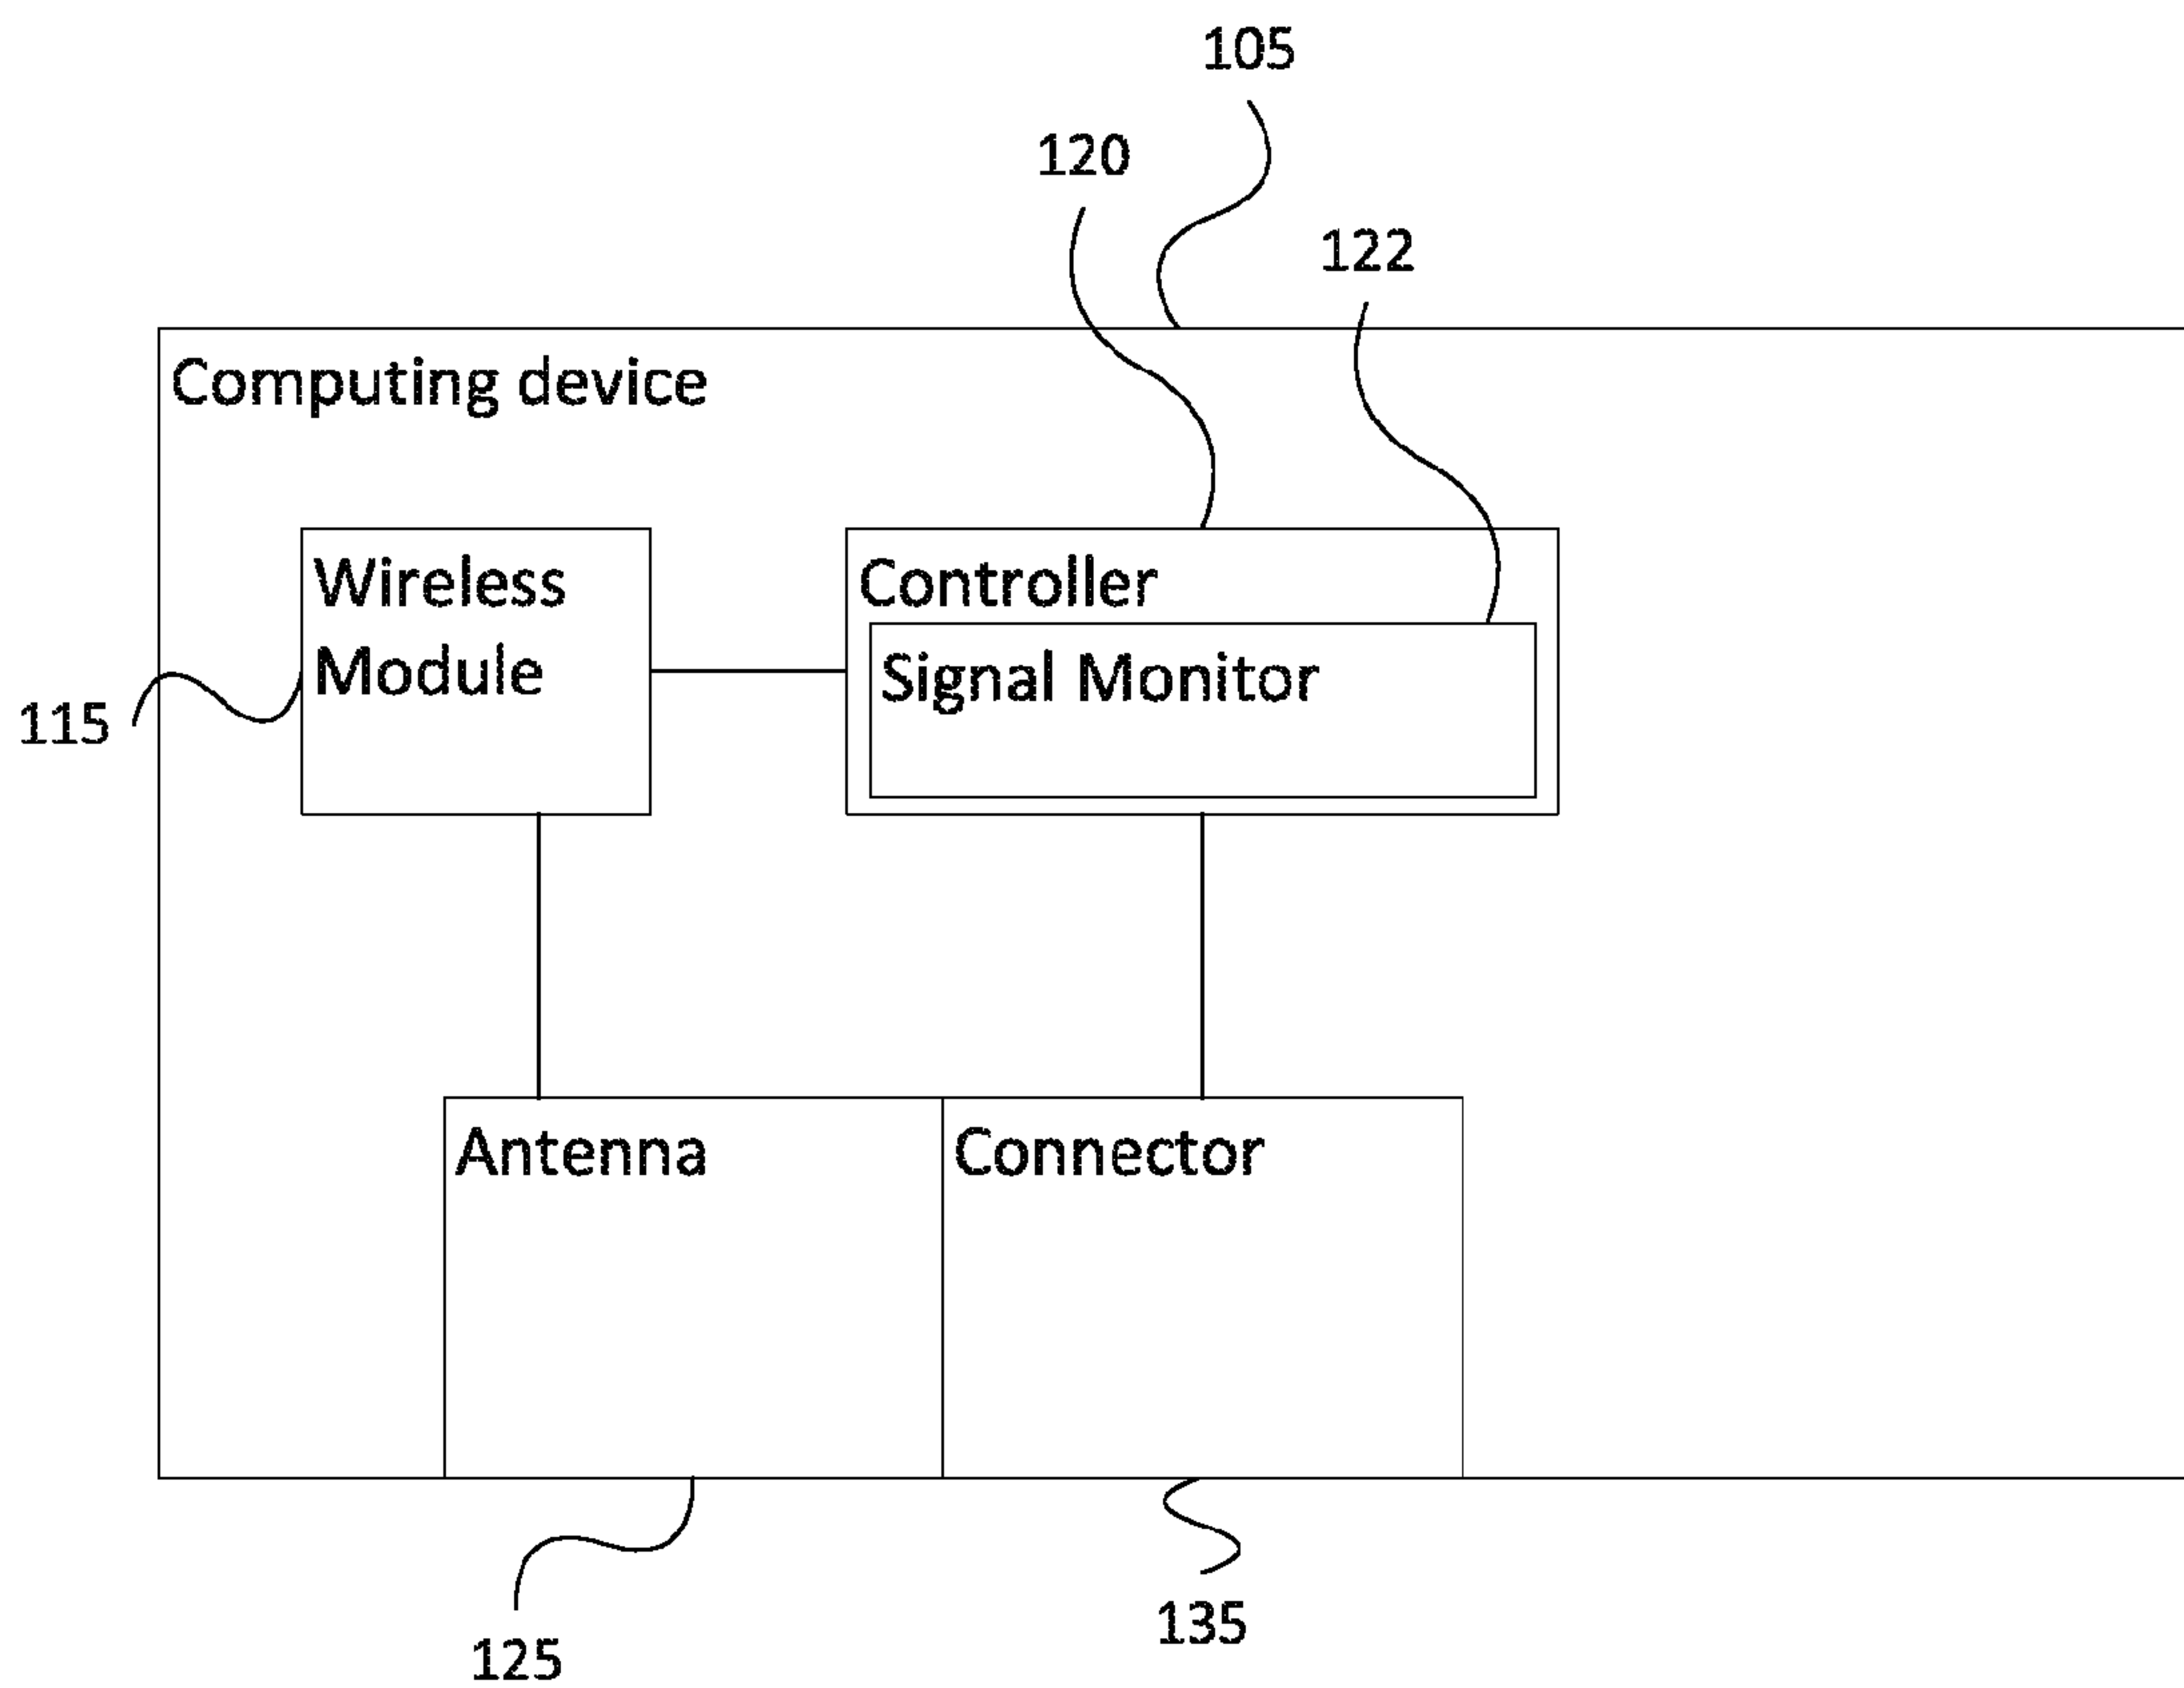 105
120
122
Computing device
Wireless
Module
Controller
Signal Monitor
115
Antenna
Connector
125
135